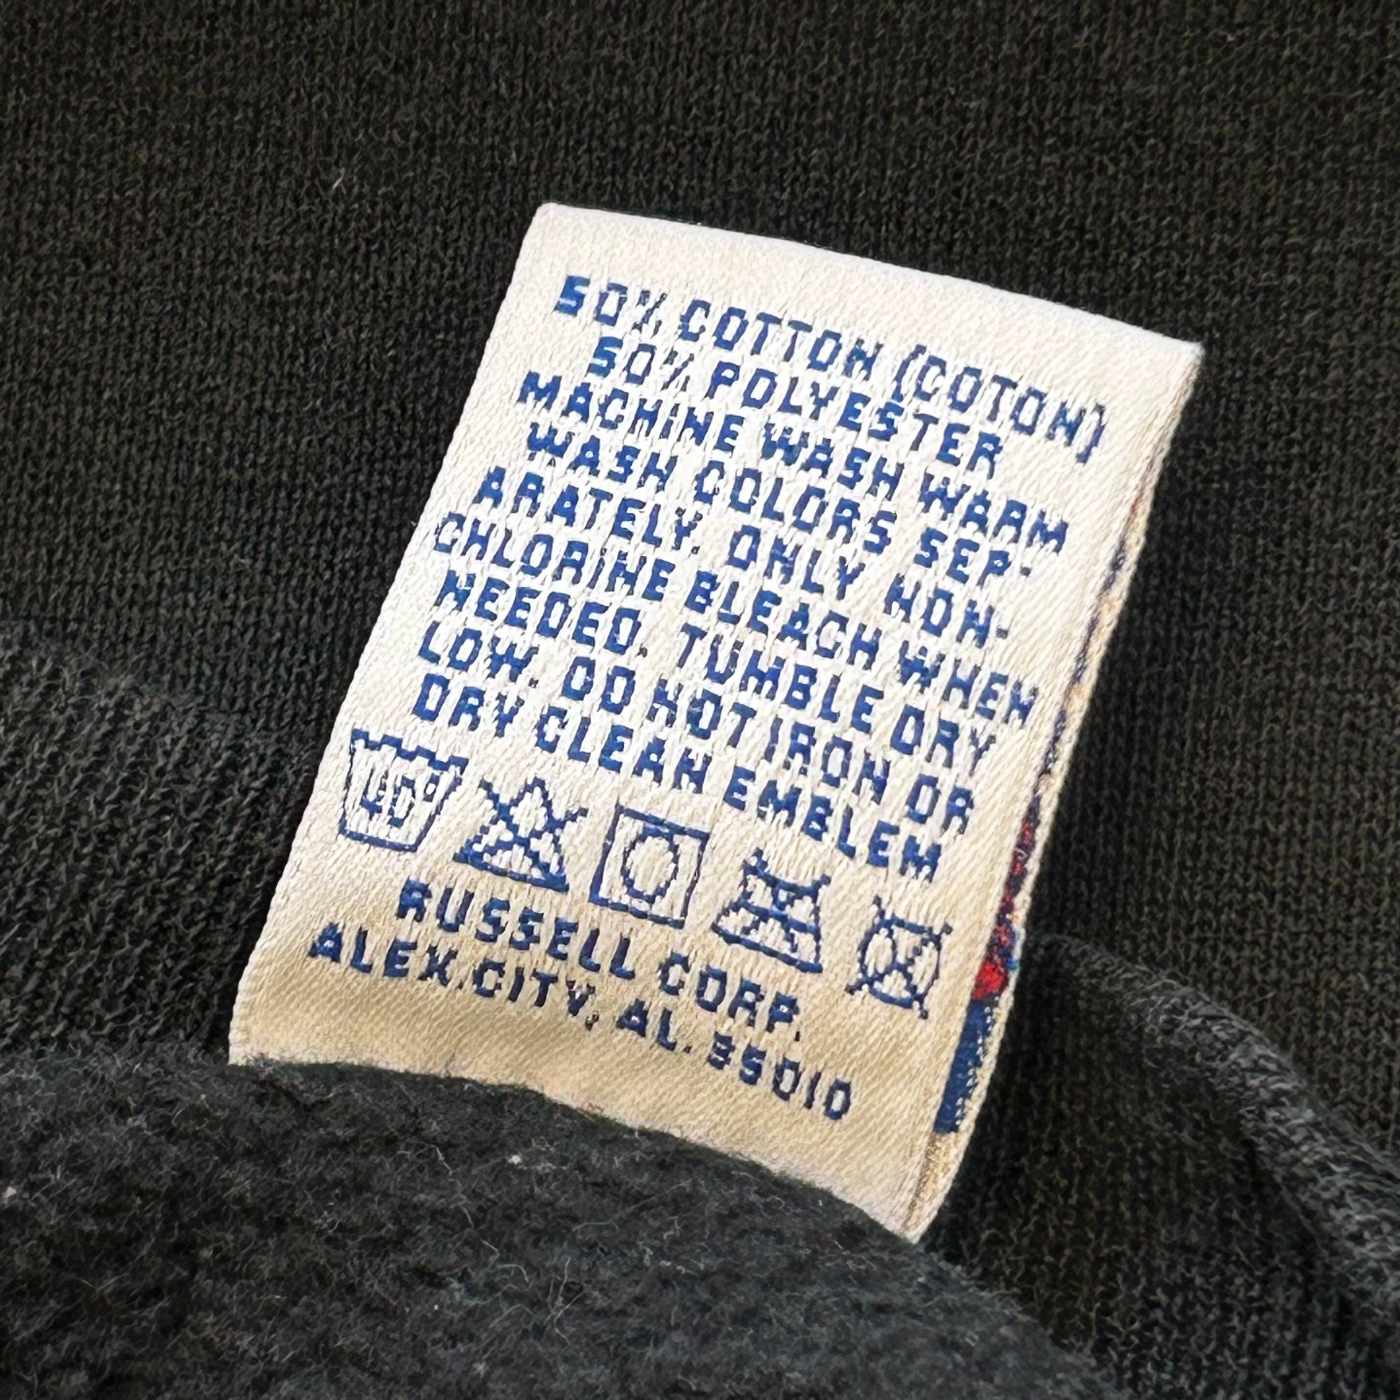 50% COTTON (COTON)
50% POLYESTER
MACHINE WASH WARM
WASH COLORS SEP-
ARATELY. ONLY NON-
CHLORINE BLEACH WHEN
NEEDED. TUMBLE DRY
LOW. DO NOT IRON OR
DRY CLEAN EMBLEM
RUSSELL CORP.
ALEX.CITY, AL. 35010